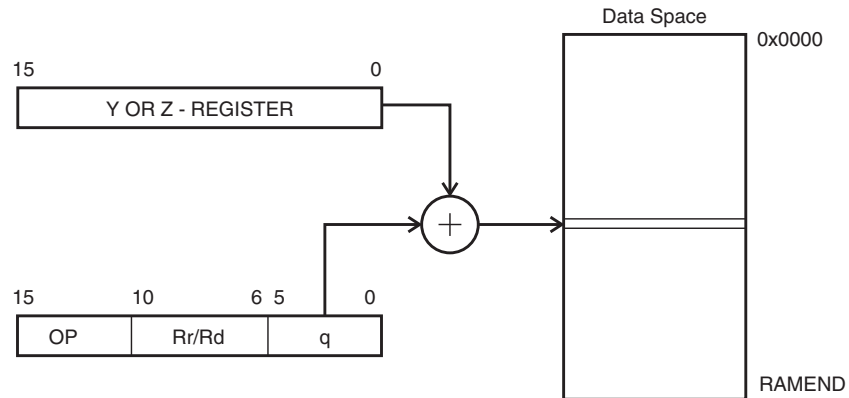 Data Space
0x0000
15 0
Y OR Z - REGISTER
+
15 10 6 5 0
OP Rr/Rd q
RAMEND